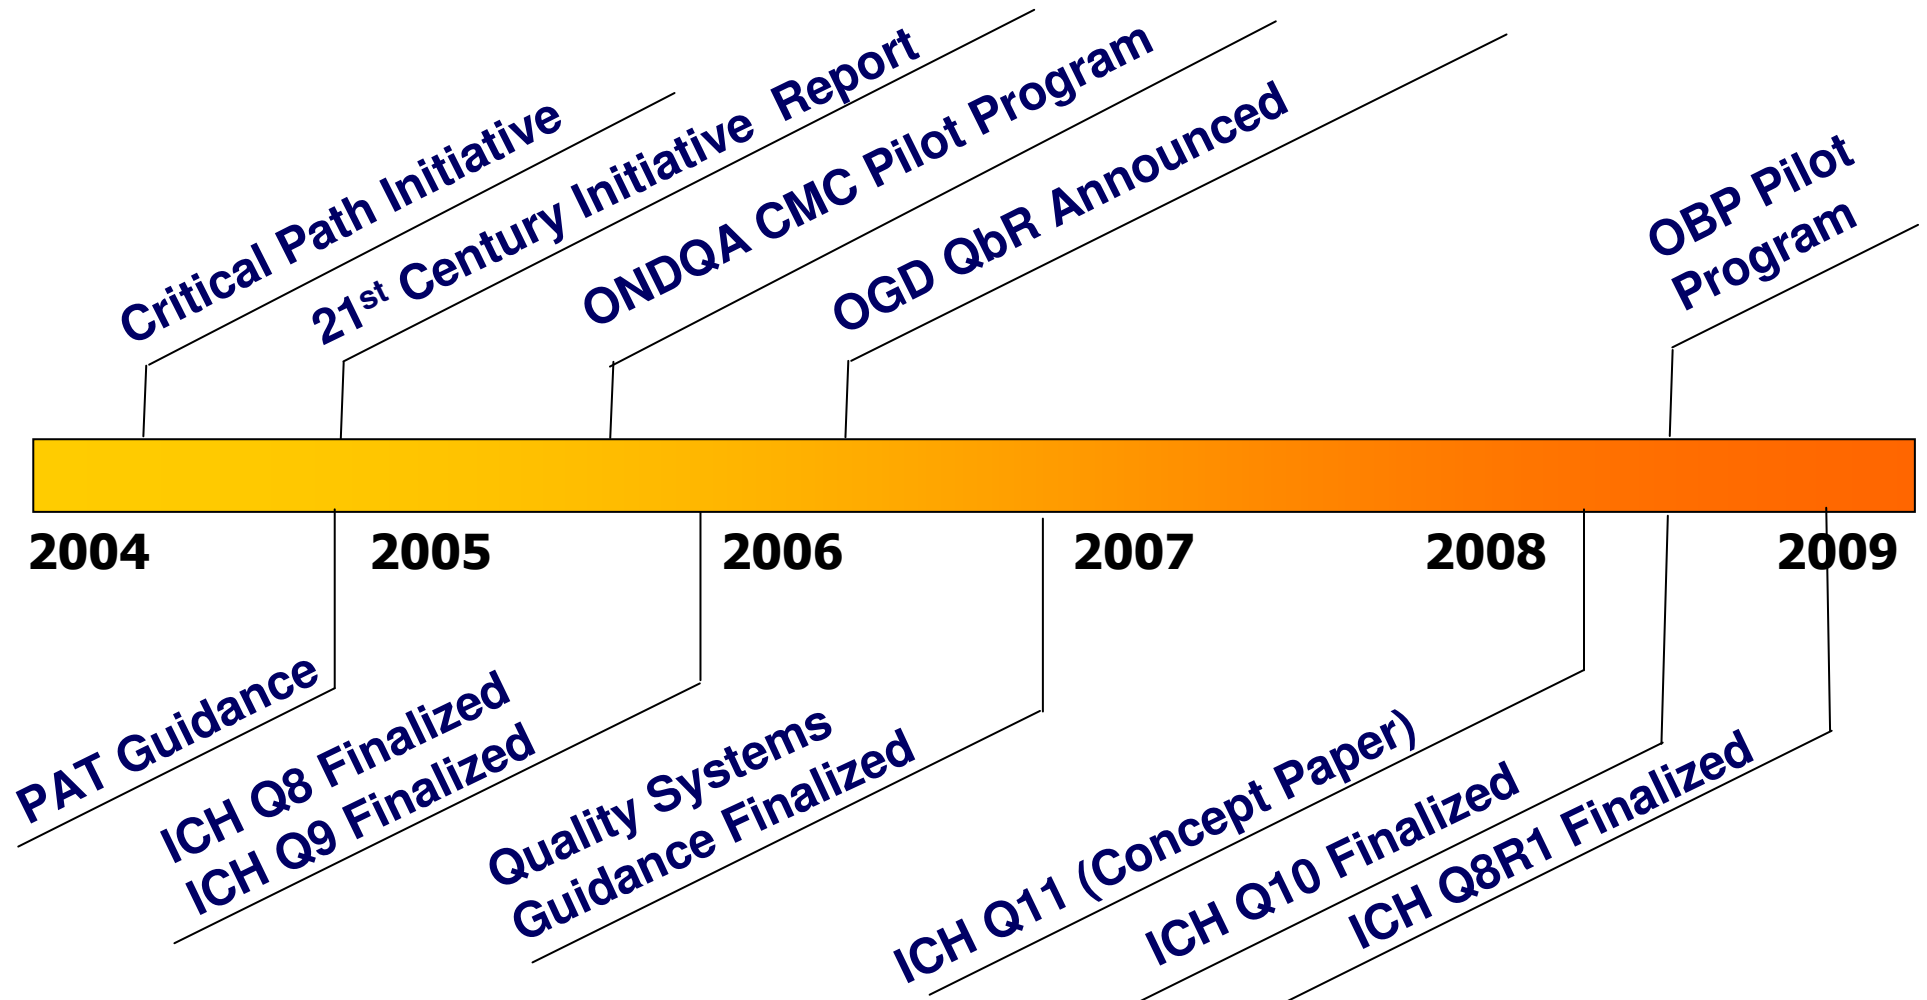 Critical Path Initiative
21st Century Initiative Report
ONDQA CMC Pilot Program
OGD QbR Announced
OBP Pilot
Program
2004
2005
2006
2007
2008
2009
PAT Guidance
ICH Q8 Finalized
ICH Q9 Finalized
Quality Systems
Guidance Finalized
ICH Q11 (Concept Paper)
ICH Q10 Finalized
ICH Q8R1 Finalized